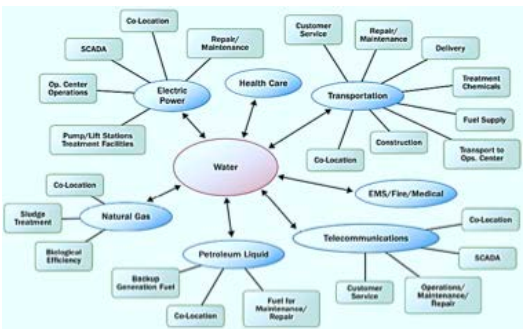 Co-Location
Repair/
Maintenance
SCADA
Op. Center
Operations
Electric
Power
Pump/Lift Stations
Treatment Facilities
Health Care
Customer
Service
Repair/
Maintenance
Delivery
Treatment
Chemicals
Transportation
Fuel Supply
Construction
Transport to
Ops. Center
Co-Location
Water
EMS/Fire/Medical
Co-Location
Sludge
Treatment
Natural Gas
Biological
Efficiency
Petroleum Liquid
Backup
Generation Fuel
Co-Location
Fuel for
Maintenance/
Repair
Telecommunications
Co-Location
SCADA
Customer
Service
Operations/
Maintenance/
Repair